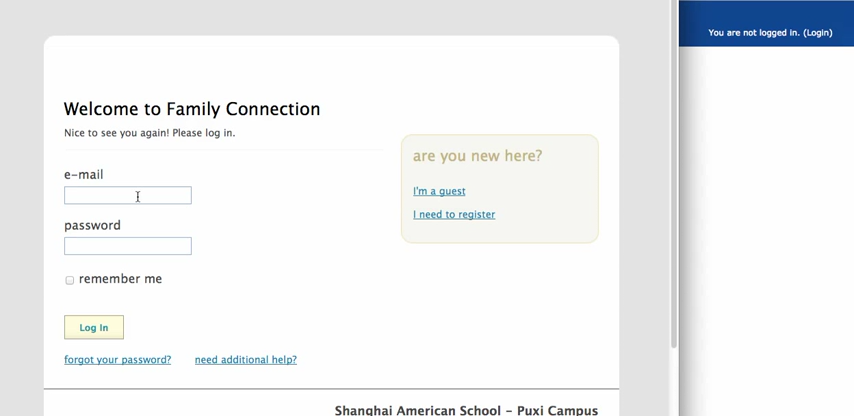 You are not logged in. (Login)
Welcome to Family Connection
Nice to see you again! Please log in.
e-mail
password
remember me
Log In
forgot your password? need additional help?
are you new here?
I'm a guest
I need to register
Shanghai American School – Puxi Campus